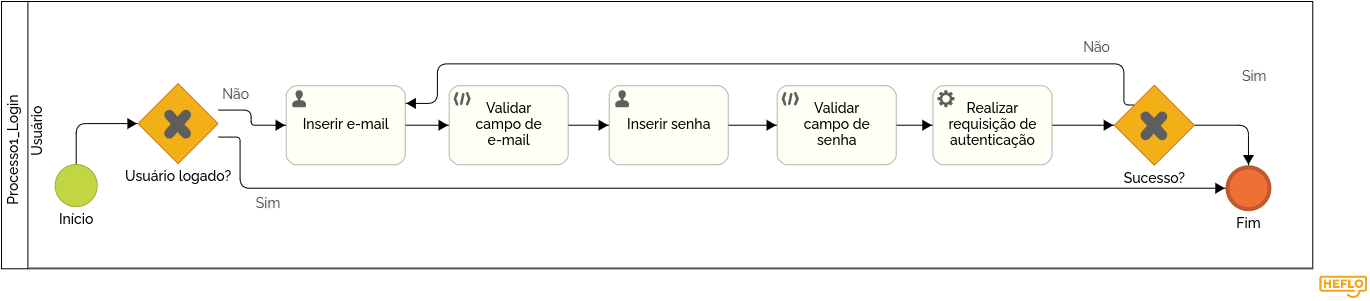 Processo1_Login
Usuário
Início
Usuário logado?
Não
Sim
Inserir e-mail
Validar
campo de
e-mail
Inserir senha
Validar
campo de
senha
Realizar
requisição de
autenticação
Sucesso?
Não
Sim
Fim
HEFLO